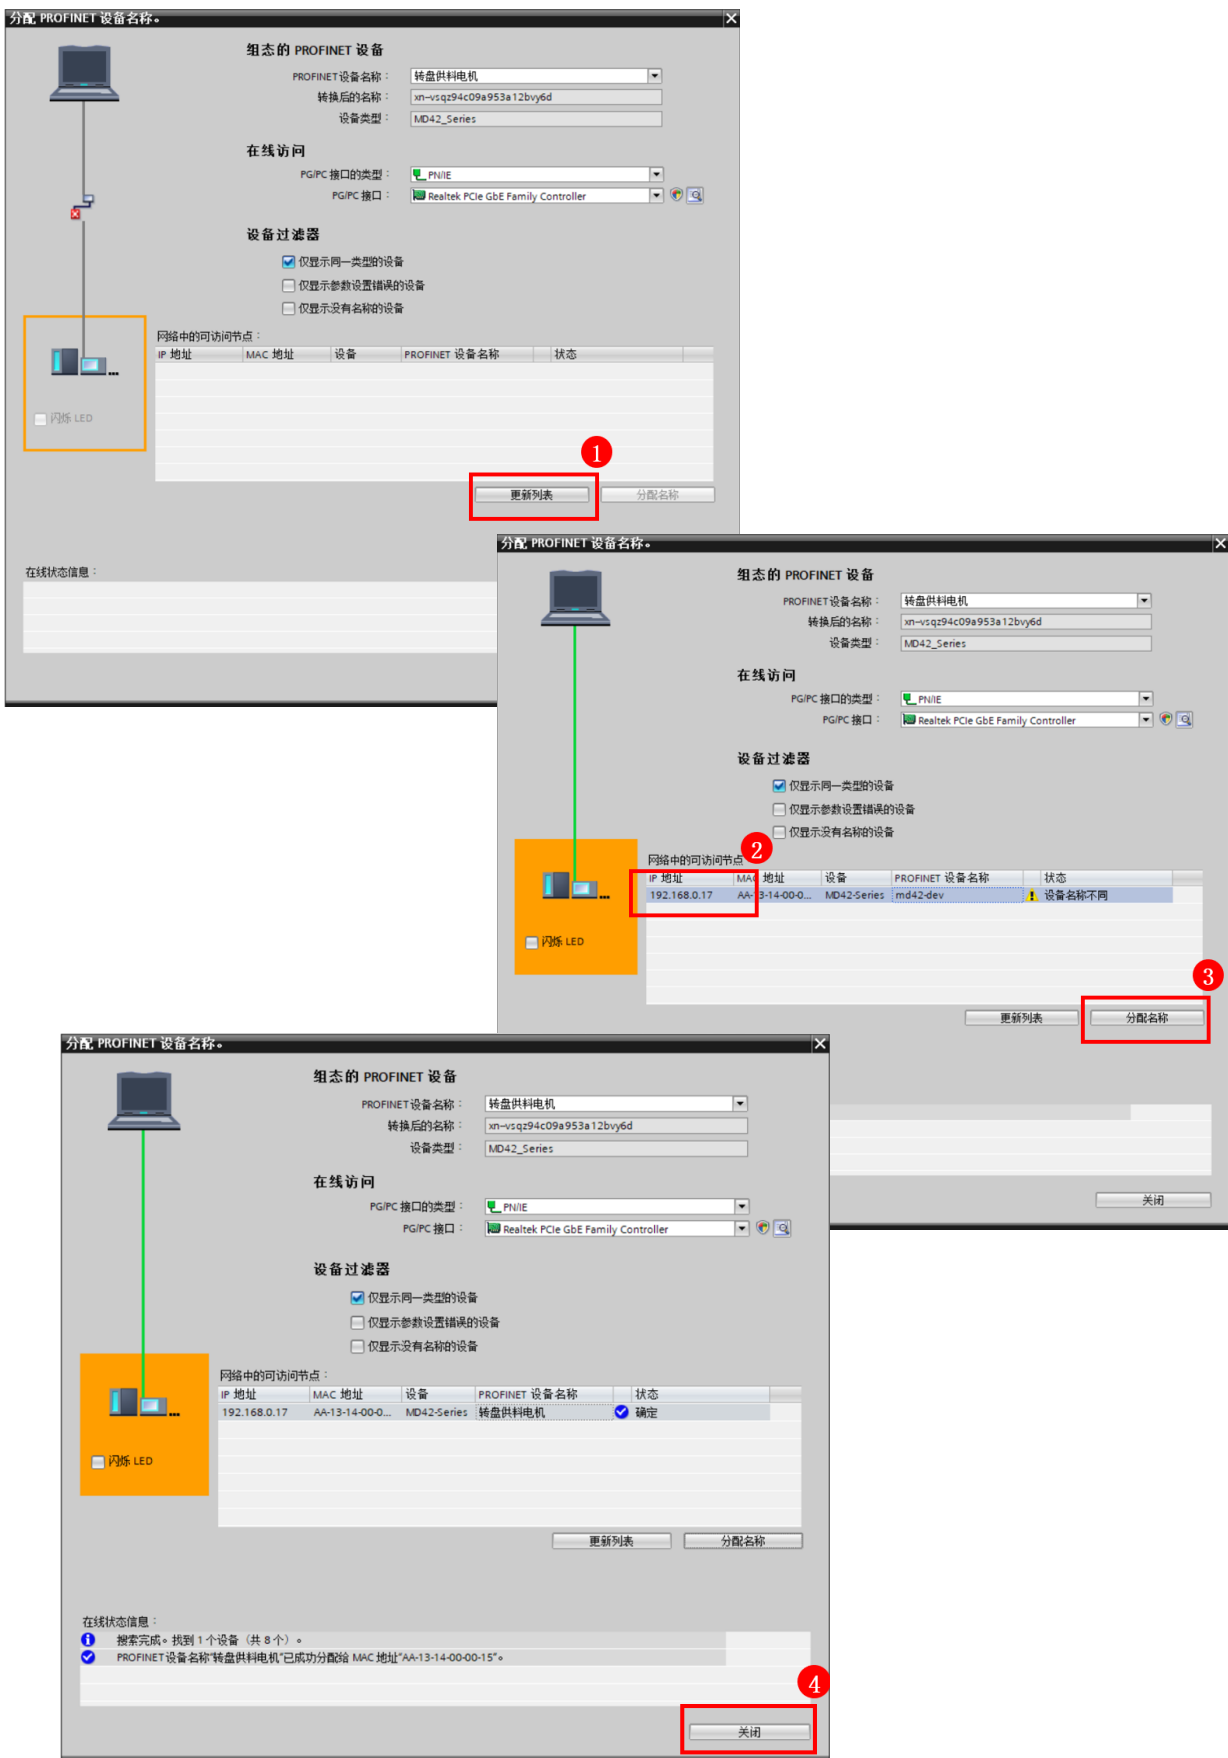 分配 PROFINET 设备名称。
组态的 PROFINET 设备
PROFINET设备名称： 转盘供料电机
转换后的名称： xn--vsqz94c09a953a12bvy6d
设备类型： MD42_Series
在线访问
PG/PC 接口的类型： PN/IE
PG/PC 接口： Realtek PCIe GbE Family Controller
设备过滤器
仅显示同一类型的设备
仅显示参数设置错误的设备
仅显示没有名称的设备
网络中的可访问节点：
IP 地址 MAC 地址 设备 PROFINET 设备名称 状态
闪烁 LED
1
更新列表 分配名称
在线状态信息：
分配 PROFINET 设备名称。
组态的 PROFINET 设备
PROFINET设备名称： 转盘供料电机
转换后的名称： xn--vsqz94c09a953a12bvy6d
设备类型： MD42_Series
在线访问
PG/PC 接口的类型： PN/IE
PG/PC 接口： Realtek PCIe GbE Family Controller
设备过滤器
仅显示同一类型的设备
仅显示参数设置错误的设备
仅显示没有名称的设备
2
网络中的可访问节点
IP 地址 MAC 地址 设备 PROFINET 设备名称 状态
192.168.0.17 AA-13-14-00-0... MD42-Series md42-dev 设备名称不同
闪烁 LED
3
更新列表 分配名称
关闭
分配 PROFINET 设备名称。
组态的 PROFINET 设备
PROFINET设备名称： 转盘供料电机
转换后的名称： xn--vsqz94c09a953a12bvy6d
设备类型： MD42_Series
在线访问
PG/PC 接口的类型： PN/IE
PG/PC 接口： Realtek PCIe GbE Family Controller
设备过滤器
仅显示同一类型的设备
仅显示参数设置错误的设备
仅显示没有名称的设备
网络中的可访问节点：
IP 地址 MAC 地址 设备 PROFINET 设备名称 状态
192.168.0.17 AA-13-14-00-0... MD42-Series 转盘供料电机 确定
闪烁 LED
更新列表 分配名称
在线状态信息：
搜索完成。找到 1 个设备（共 8 个）。
PROFINET设备名称"转盘供料电机"已成功分配给 MAC 地址"AA-13-14-00-00-15"。
4
关闭